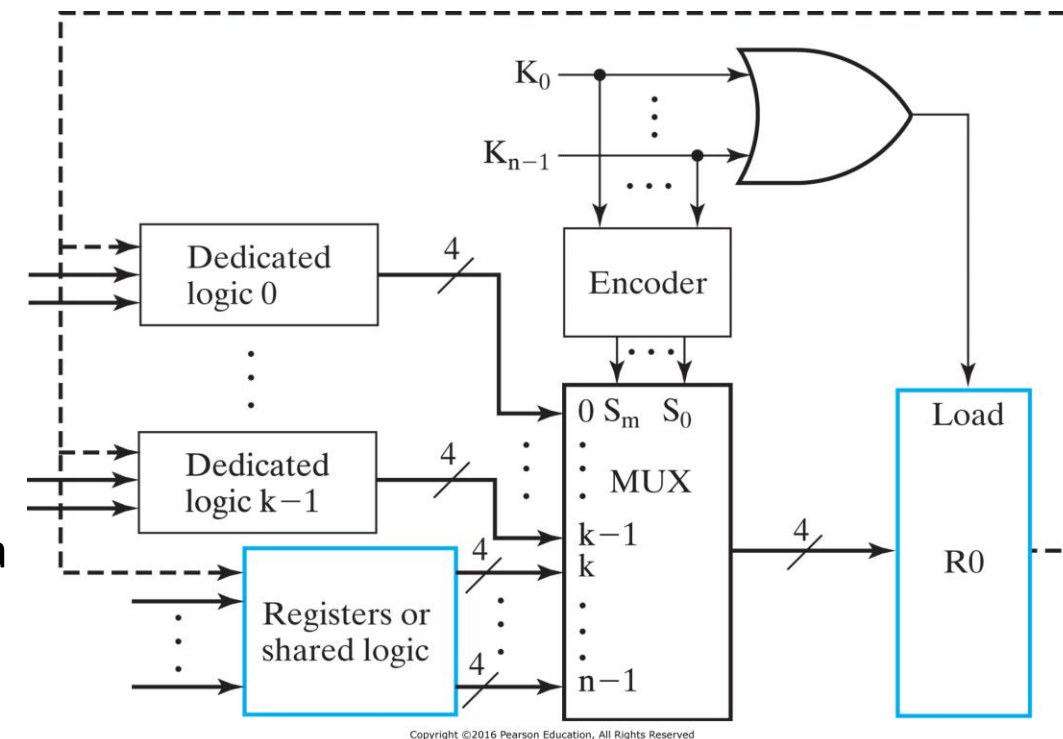 K0
Kn−1
Dedicated
logic 0
4
Encoder
0 Sm S0
MUX
Load
R0
4
Dedicated
logic k−1
4
k−1
k
4
Registers or
shared logic
4
n−1
Copyright ©2016 Pearson Education, All Rights Reserved